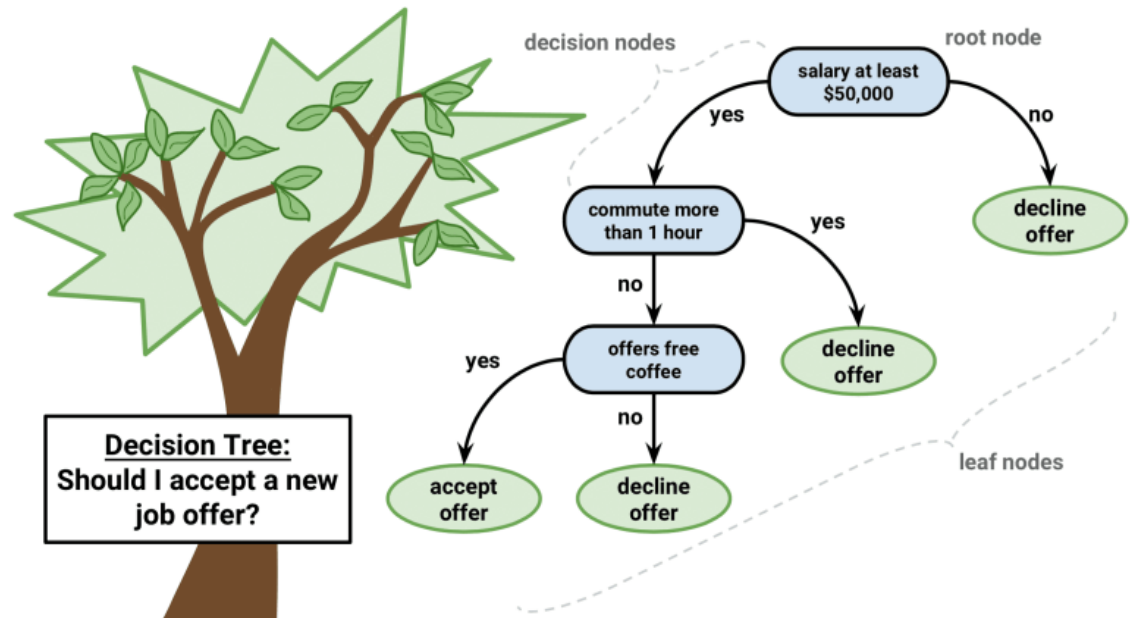 decision nodes
root node
salary at least
$50,000
yes
no
commute more
than 1 hour
yes
decline
offer
no
offers free
coffee
decline
offer
yes
no
leaf nodes
accept
offer
decline
offer
Decision Tree:
Should I accept a new
job offer?